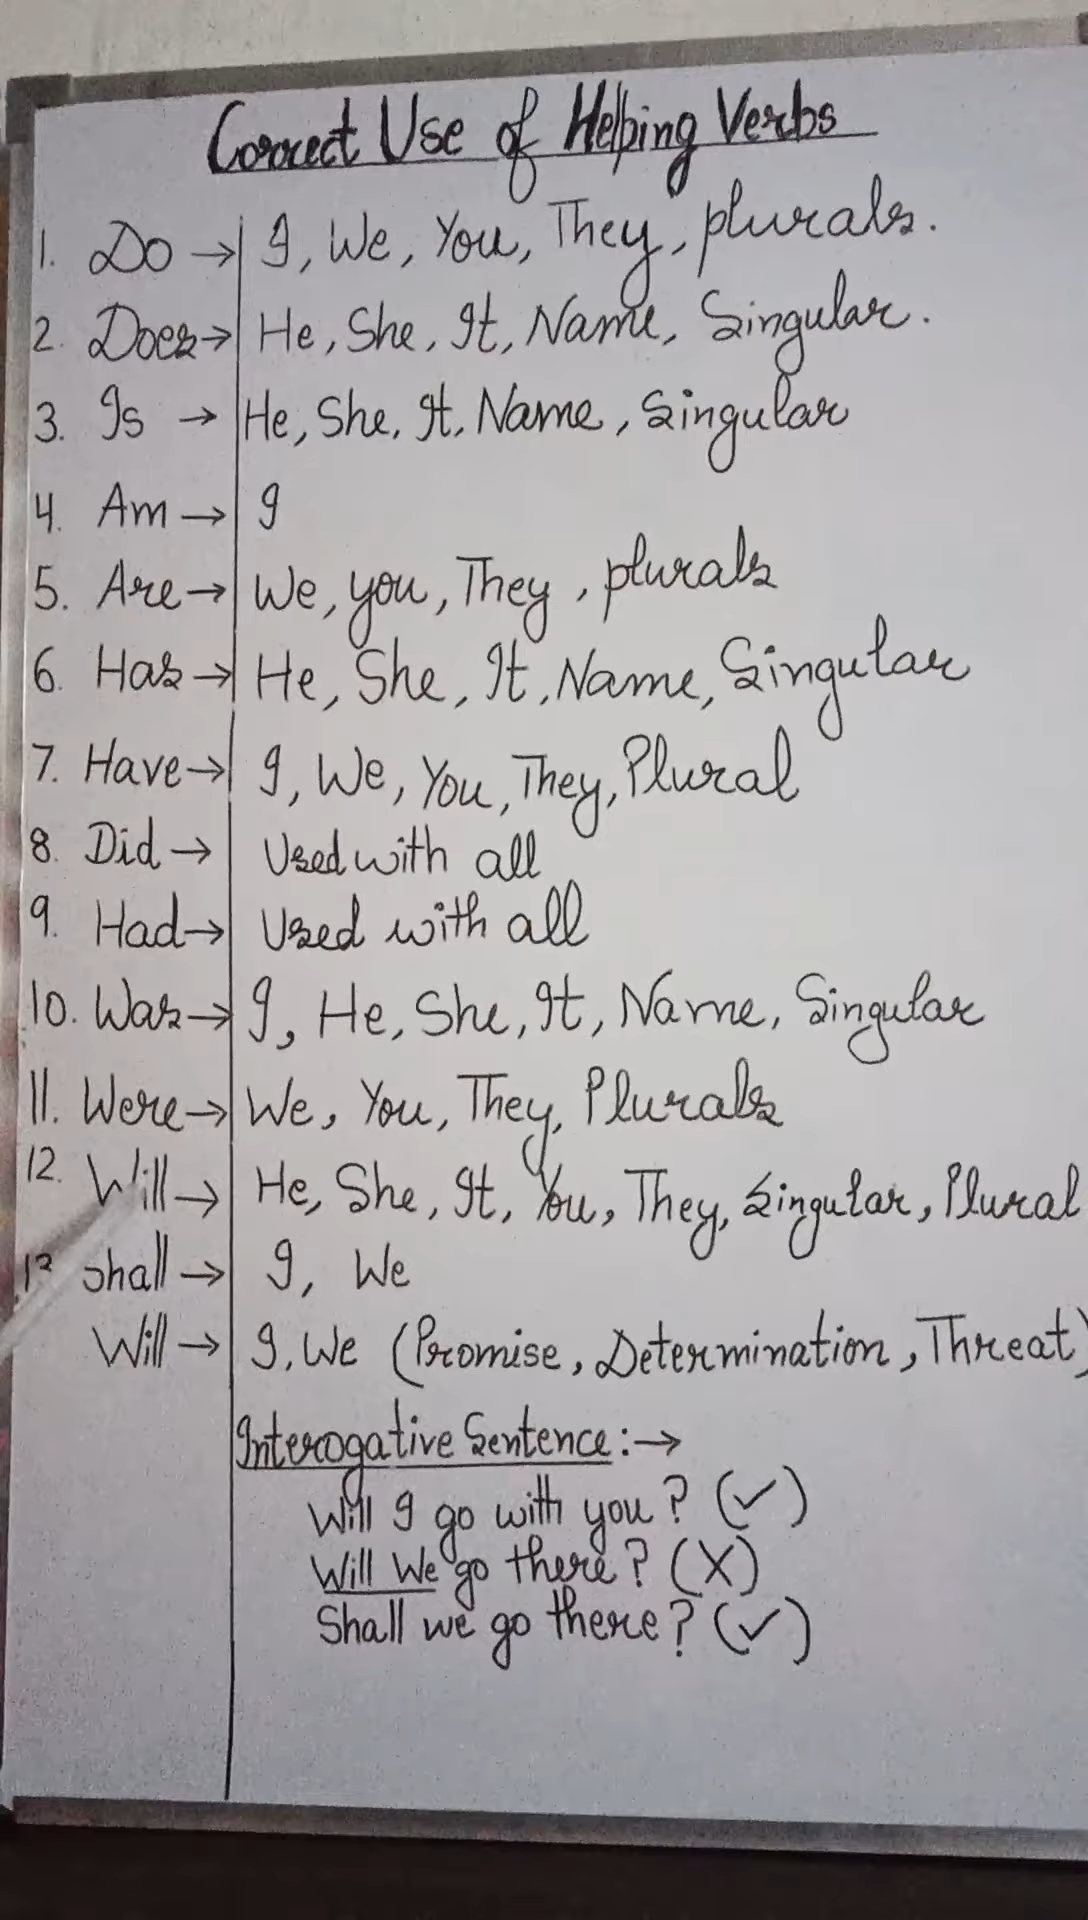 Correct Use of Helping Verbs
1. Do → I, We, You, They, plurals.
2. Does → He, She, It, Name, Singular.
3. Is → He, She, It, Name, Singular
4. Am → I
5. Are → We, you, They, plurals
6. Has → He, She, It, Name, Singular
7. Have → I, We, You, They, Plural
8. Did → Used with all
9. Had → Used with all
10. Was → I, He, She, It, Name, Singular
11. Were → We, You, They, Plurals
12. Will → He, She, It, You, They, Singular, Plural
13 Shall → I, We
Will → I, We (Promise, Determination, Threat)
Interogative Sentence :→
Will I go with you? (✓)
Will We go there? (X)
Shall we go there? (✓)